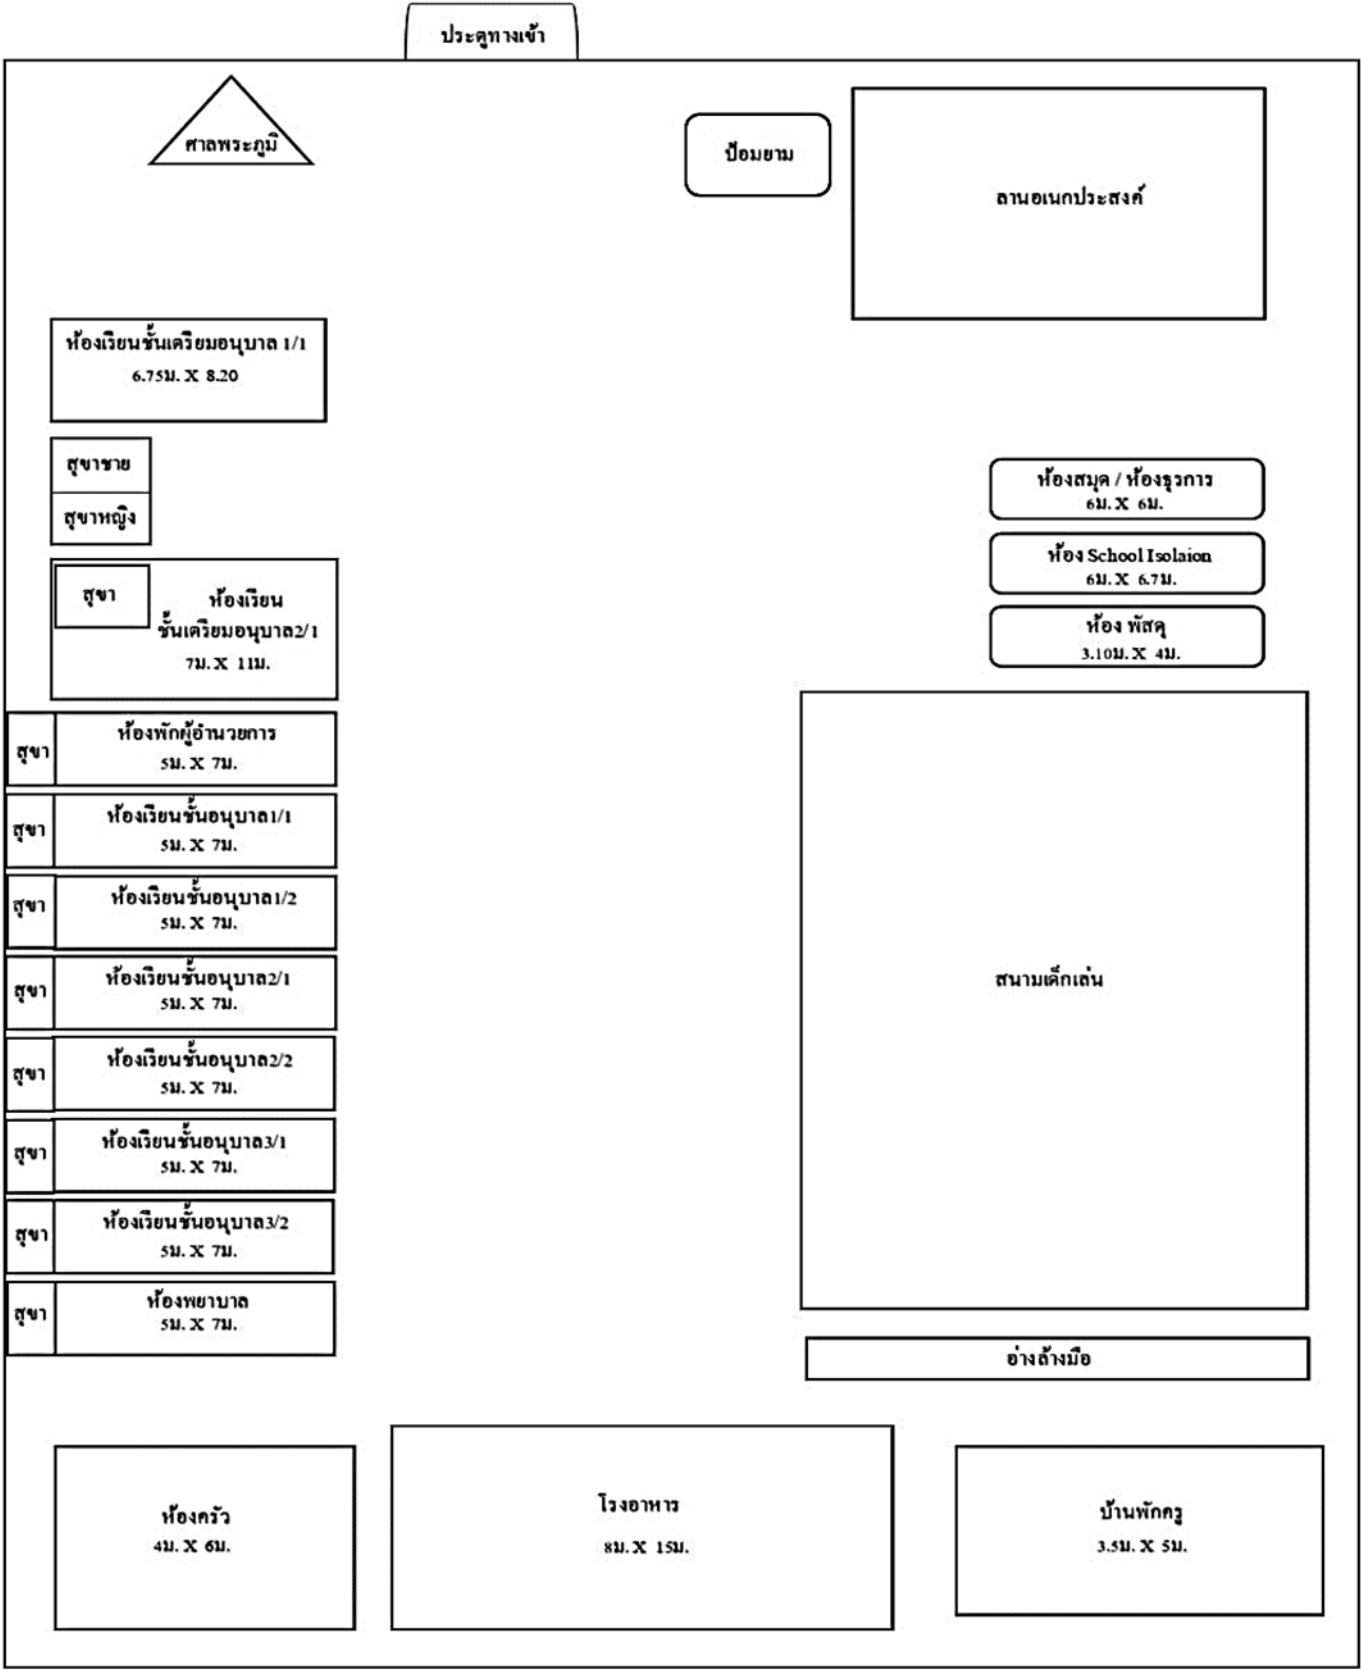 ประตูทางเข้า
ศาลพระภูมิ
ป้อมยาม
ลานอเนกประสงค์
ห้องเรียนชั้นเตรียมอนุบาล 1/1
6.75ม. X 8.20
สุขาชาย
สุขาหญิง
ห้องสมุด / ห้องธุรการ
6ม. X 6ม.
ห้อง School Isolaion
6ม. X 6.7ม.
ห้อง พัสดุ
3.10ม. X 4ม.
สุขา
ห้องเรียน
ชั้นเตรียมอนุบาล2/1
7ม. X 11ม.
สุขา
ห้องพักผู้อำนวยการ
5ม. X 7ม.
สุขา
ห้องเรียนชั้นอนุบาล1/1
5ม. X 7ม.
สุขา
ห้องเรียนชั้นอนุบาล1/2
5ม. X 7ม.
สุขา
ห้องเรียนชั้นอนุบาล2/1
5ม. X 7ม.
สุขา
ห้องเรียนชั้นอนุบาล2/2
5ม. X 7ม.
สุขา
ห้องเรียนชั้นอนุบาล3/1
5ม. X 7ม.
สุขา
ห้องเรียนชั้นอนุบาล3/2
5ม. X 7ม.
สุขา
ห้องพยาบาล
5ม. X 7ม.
สนามเด็กเล่น
อ่างล้างมือ
ห้องครัว
4ม. X 6ม.
โรงอาหาร
8ม. X 15ม.
บ้านพักครู
3.5ม. X 5ม.